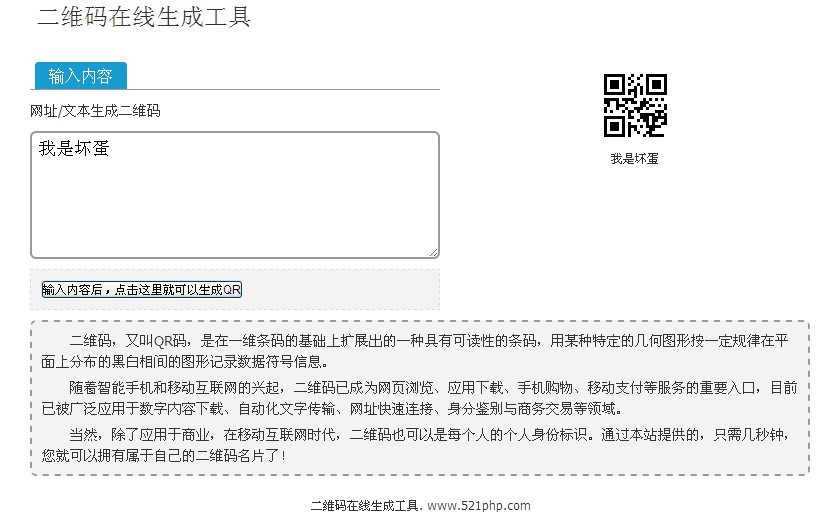 二维码在线生成工具
输入内容
网址/文本生成二维码
我是坏蛋
我是坏蛋
输入内容后，点击这里就可以生成QR
二维码，又叫QR码，是在一维条码的基础上扩展出的一种具有可读性的条码，用某种特定的几何图形按一定规律在平
面上分布的黑白相间的图形记录数据符号信息。
随着智能手机和移动互联网的兴起，二维码已成为网页浏览、应用下载、手机购物、移动支付等服务的重要入口，目前
已被广泛应用于数字内容下载、自动化文字传输、网址快速连接、身分鉴别与商务交易等领域。
当然，除了应用于商业，在移动互联网时代，二维码也可以是每个人的个人身份标识。通过本站提供的，只需几秒钟，
您就可以拥有属于自己的二维码名片了！
二维码在线生成工具. www.521php.com